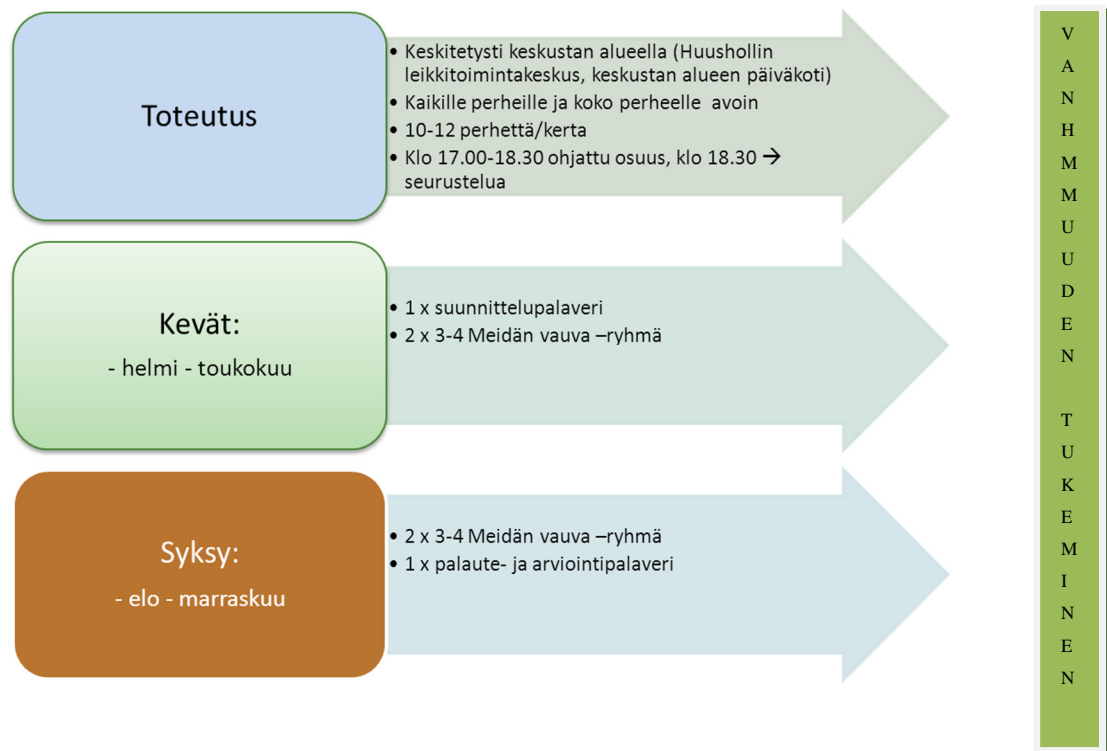 Toteutus
• Keskitetysti keskustan alueella (Huushollin
leikkitoimintakeskus, keskustan alueen päiväkoti)
• Kaikille perheille ja koko perheelle avoin
• 10-12 perhettä/kerta
• Klo 17.00-18.30 ohjattu osuus, klo 18.30 →
seurustelua
Kevät:
- helmi - toukokuu
• 1 x suunnittelupalaveri
• 2 x 3-4 Meidän vauva –ryhmä
Syksy:
- elo - marraskuu
• 2 x 3-4 Meidän vauva –ryhmä
• 1 x palaute- ja arviointipalaveri
V
A
N
H
M
M
U
U
D
E
N
T
U
K
E
M
I
N
E
N